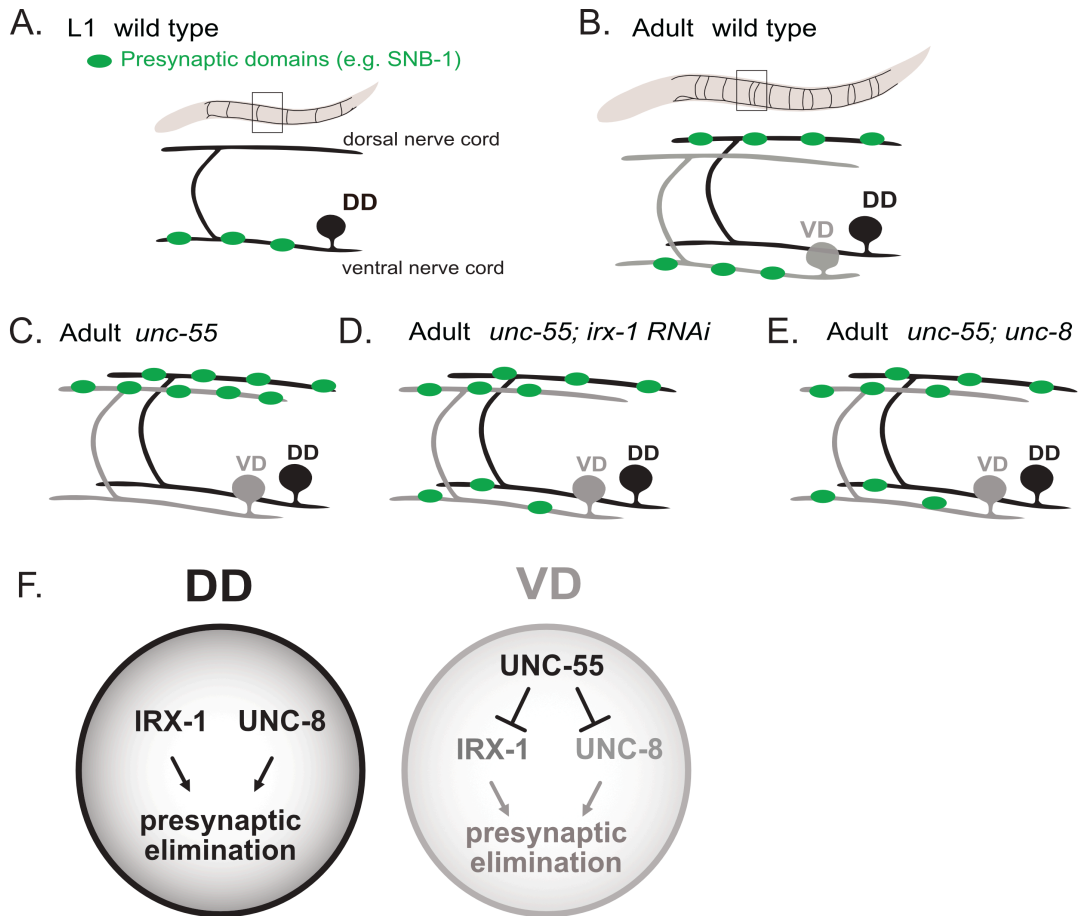 A. L1 wild type
Presynaptic domains (e.g. SNB-1)
dorsal nerve cord
DD
ventral nerve cord
B. Adult wild type
DD
VD
C. Adult unc-55
VD
DD
D. Adult unc-55; irx-1 RNAi
VD
DD
E. Adult unc-55; unc-8
VD
DD
F.
DD
IRX-1 UNC-8
presynaptic
elimination
VD
UNC-55
IRX-1 UNC-8
presynaptic
elimination